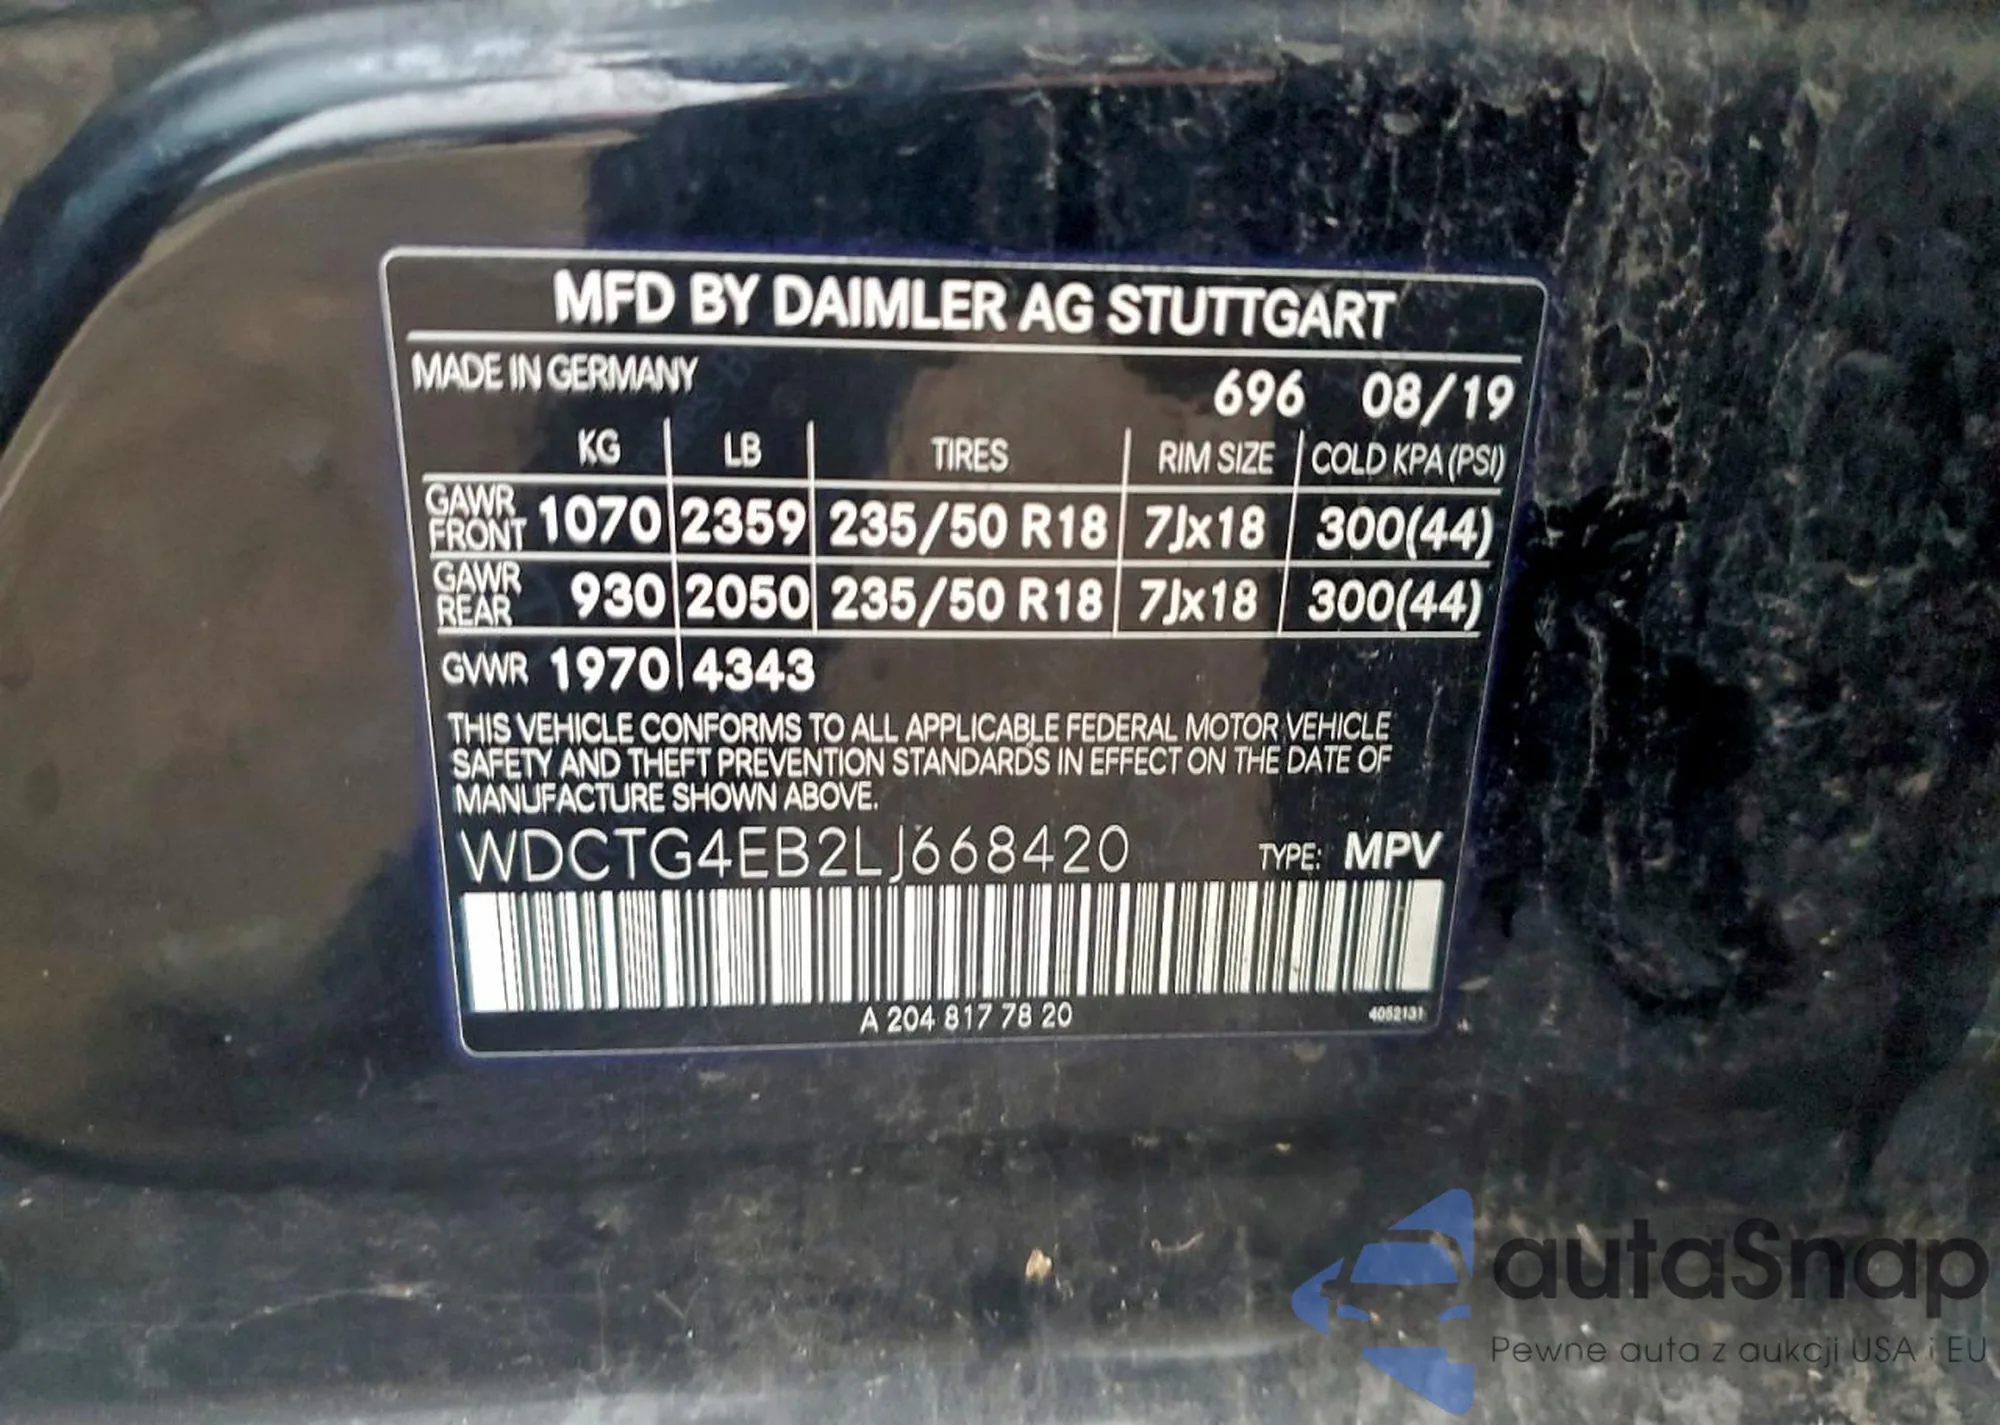 MFD BY DAIMLER AG STUTTGART
MADE IN GERMANY 696 08/19
KG LB TIRES RIM SIZE COLD KPA (PSI)
GAWR FRONT 1070 2359 235/50 R18 7Jx18 300(44)
GAWR REAR 930 2050 235/50 R18 7Jx18 300(44)
GVWR 1970 4343
THIS VEHICLE CONFORMS TO ALL APPLICABLE FEDERAL MOTOR VEHICLE
SAFETY AND THEFT PREVENTION STANDARDS IN EFFECT ON THE DATE OF
MANUFACTURE SHOWN ABOVE.
WDCTG4EB2LJ668420 TYPE: MPV
A 204 817 78 20 4052131
autaSnap
Pewne auta z aukcji USA i EU